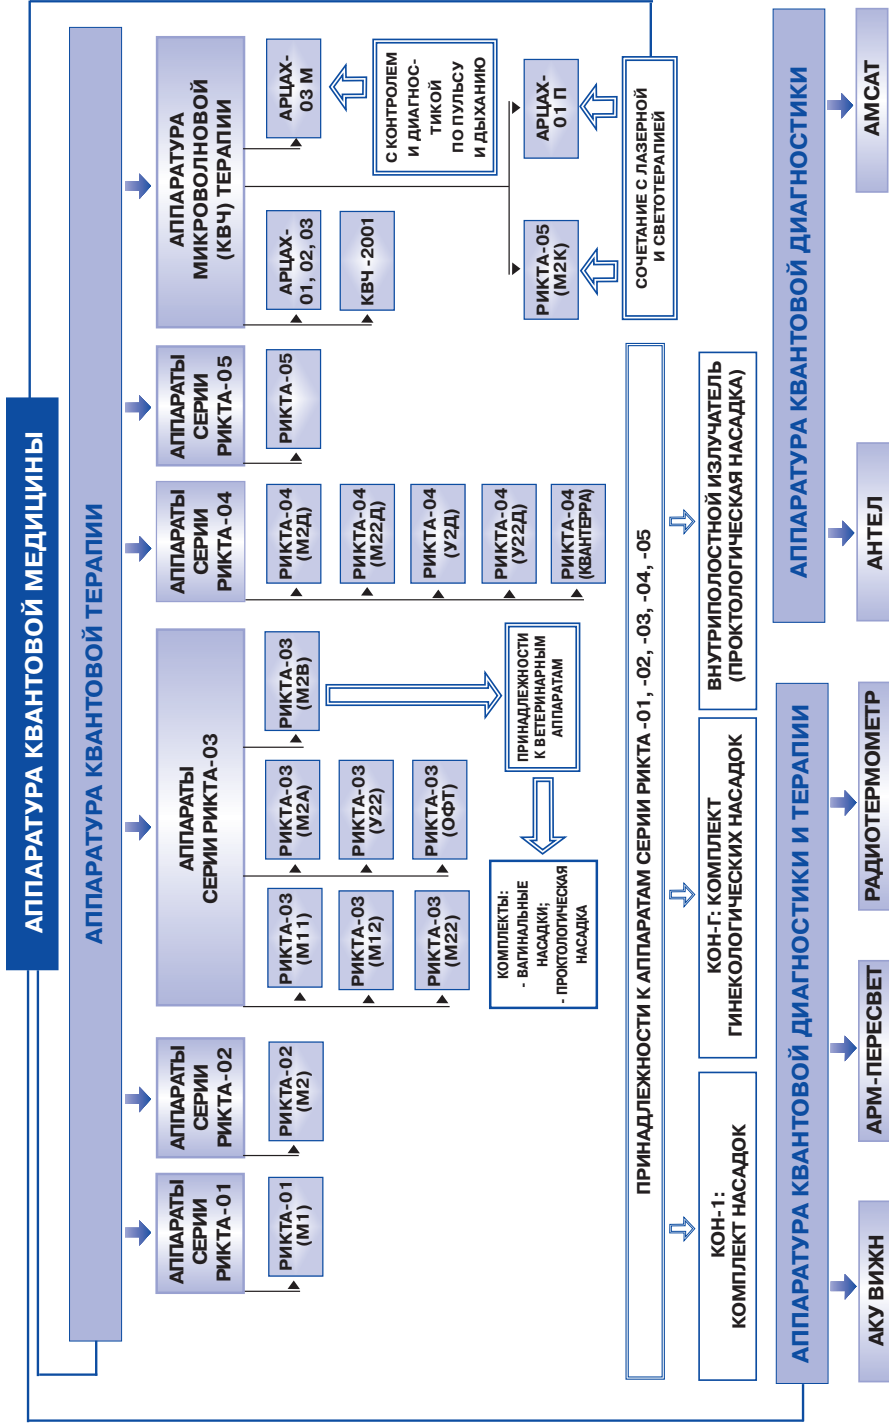 АППАРАТУРА КВАНТОВОЙ МЕДИЦИНЫ
АППАРАТУРА КВАНТОВОЙ ТЕРАПИИ
АППАРАТЫ
СЕРИИ
РИКТА-01
РИКТА-01
(М1)
АППАРАТЫ
СЕРИИ
РИКТА-02
РИКТА-02
(М2)
АППАРАТЫ
СЕРИИ РИКТА-03
РИКТА-03
(М11)
РИКТА-03
(М12)
РИКТА-03
(М22)
РИКТА-03
(М2А)
РИКТА-03
(У22)
РИКТА-03
(ОФТ)
РИКТА-03
(М2В)
ПРИНАДЛЕЖНОСТИ
К ВЕТЕРИНАРНЫМ
АППАРАТАМ
КОМПЛЕКТЫ:
- ВАГИНАЛЬНЫЕ
НАСАДКИ;
- ПРОКТОЛОГИЧЕСКАЯ
НАСАДКА
АППАРАТЫ
СЕРИИ
РИКТА-04
РИКТА-04
(М2Д)
РИКТА-04
(М22Д)
РИКТА-04
(У2Д)
РИКТА-04
(У22Д)
РИКТА-04
(КВАНТЕРРА)
АППАРАТЫ
СЕРИИ
РИКТА-05
РИКТА-05
АППАРАТУРА
МИКРОВОЛНОВОЙ
(КВЧ) ТЕРАПИИ
АРЦАХ-
01, 02, 03
КВЧ-2001
АРЦАХ-
03 М
С КОНТРОЛЕМ
И ДИАГНОС-
ТИКОЙ
ПО ПУЛЬСУ
И ДЫХАНИЮ
РИКТА-05
(М2К)
АРЦАХ-
01 П
СОЧЕТАНИЕ С ЛАЗЕРНОЙ
И СВЕТОТЕРАПИЕЙ
ПРИНАДЛЕЖНОСТИ К АППАРАТАМ СЕРИИ РИКТА -01, -02, -03, -04, -05
КОН-1:
КОМПЛЕКТ НАСАДОК
КОН-Г: КОМПЛЕКТ
ГИНЕКОЛОГИЧЕСКИХ НАСАДОК
ВНУТРИПОЛОСТНОЙ ИЗЛУЧАТЕЛЬ
(ПРОКТОЛОГИЧЕСКАЯ НАСАДКА)
АППАРАТУРА КВАНТОВОЙ ДИАГНОСТИКИ И ТЕРАПИИ
АКУ ВИЖН
АРМ-ПЕРЕСВЕТ
РАДИОТЕРМОМЕТР
АППАРАТУРА КВАНТОВОЙ ДИАГНОСТИКИ
АНТЕЛ
АМСАТ